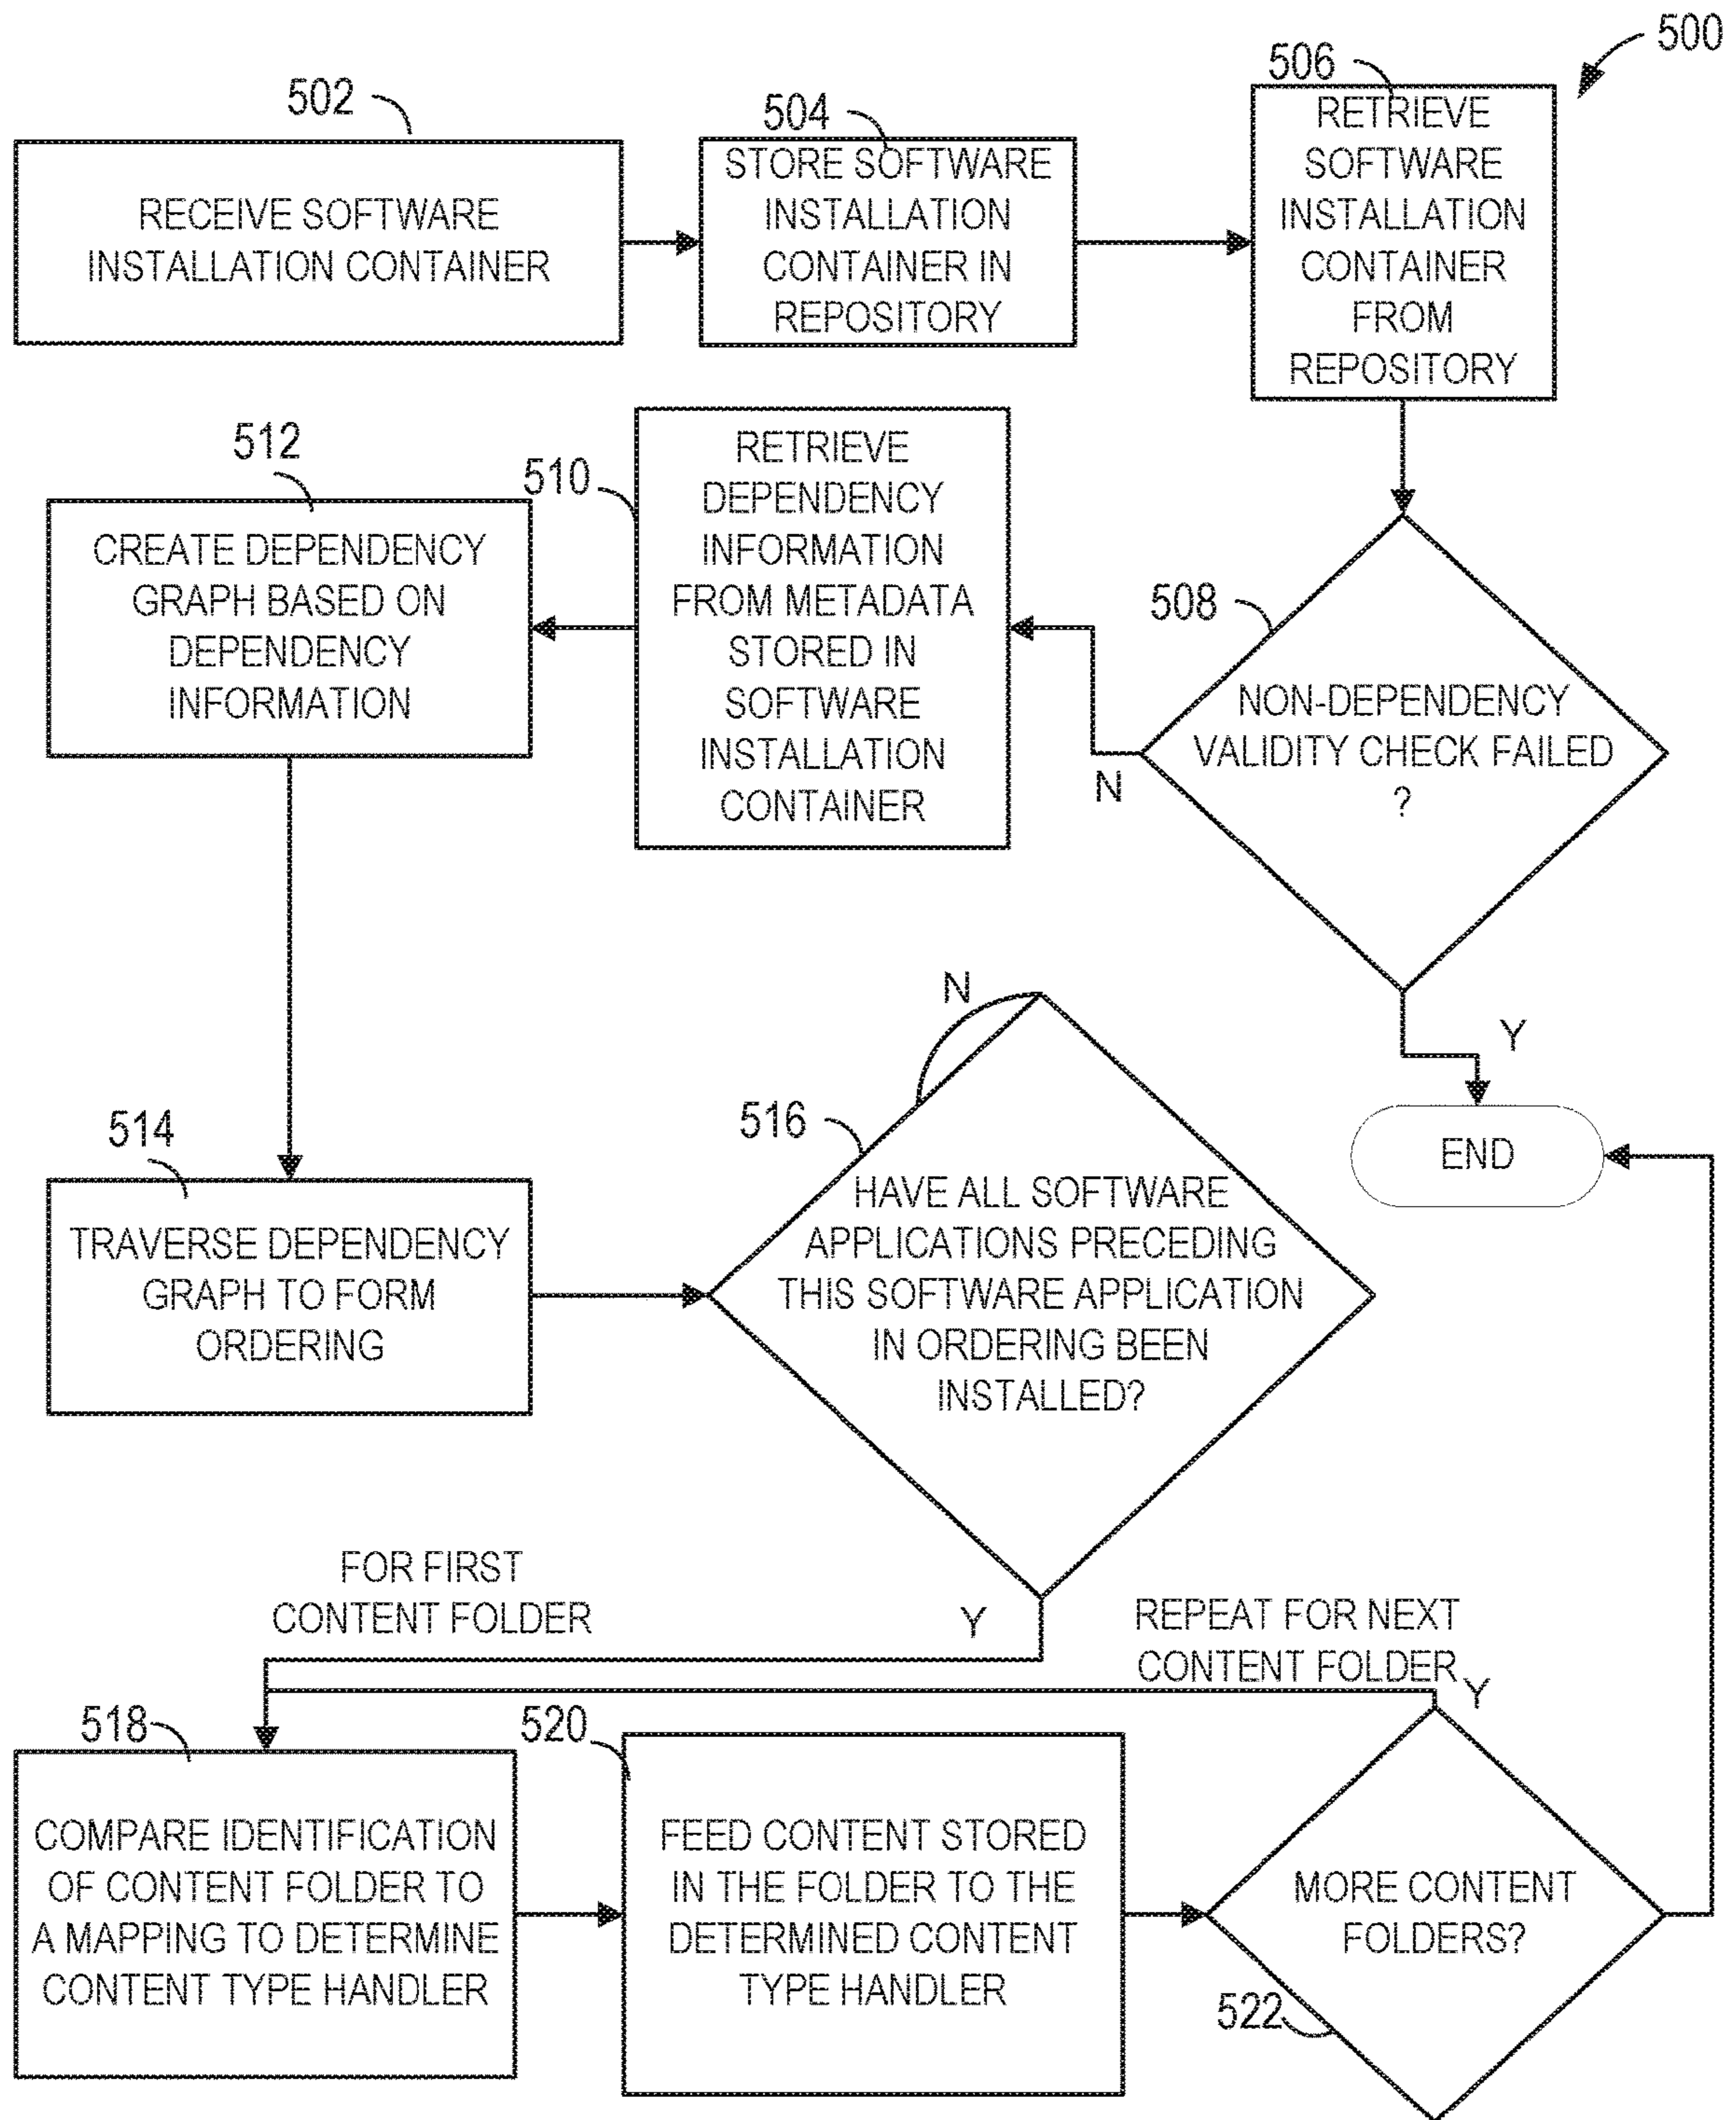 500
502
RECEIVE SOFTWARE
INSTALLATION CONTAINER
504
STORE SOFTWARE
INSTALLATION
CONTAINER IN
REPOSITORY
506
RETRIEVE
SOFTWARE
INSTALLATION
CONTAINER
FROM
REPOSITORY
508
NON-DEPENDENCY
VALIDITY CHECK FAILED
?
N
Y
510
RETRIEVE
DEPENDENCY
INFORMATION
FROM METADATA
STORED IN
SOFTWARE
INSTALLATION
CONTAINER
512
CREATE DEPENDENCY
GRAPH BASED ON
DEPENDENCY
INFORMATION
514
TRAVERSE DEPENDENCY
GRAPH TO FORM
ORDERING
516
N
HAVE ALL SOFTWARE
APPLICATIONS PRECEDING
THIS SOFTWARE APPLICATION
IN ORDERING BEEN
INSTALLED?
Y
END
FOR FIRST
CONTENT FOLDER
REPEAT FOR NEXT
CONTENT FOLDER
Y
518
COMPARE IDENTIFICATION
OF CONTENT FOLDER TO
A MAPPING TO DETERMINE
CONTENT TYPE HANDLER
520
FEED CONTENT STORED
IN THE FOLDER TO THE
DETERMINED CONTENT
TYPE HANDLER
MORE CONTENT
FOLDERS?
522